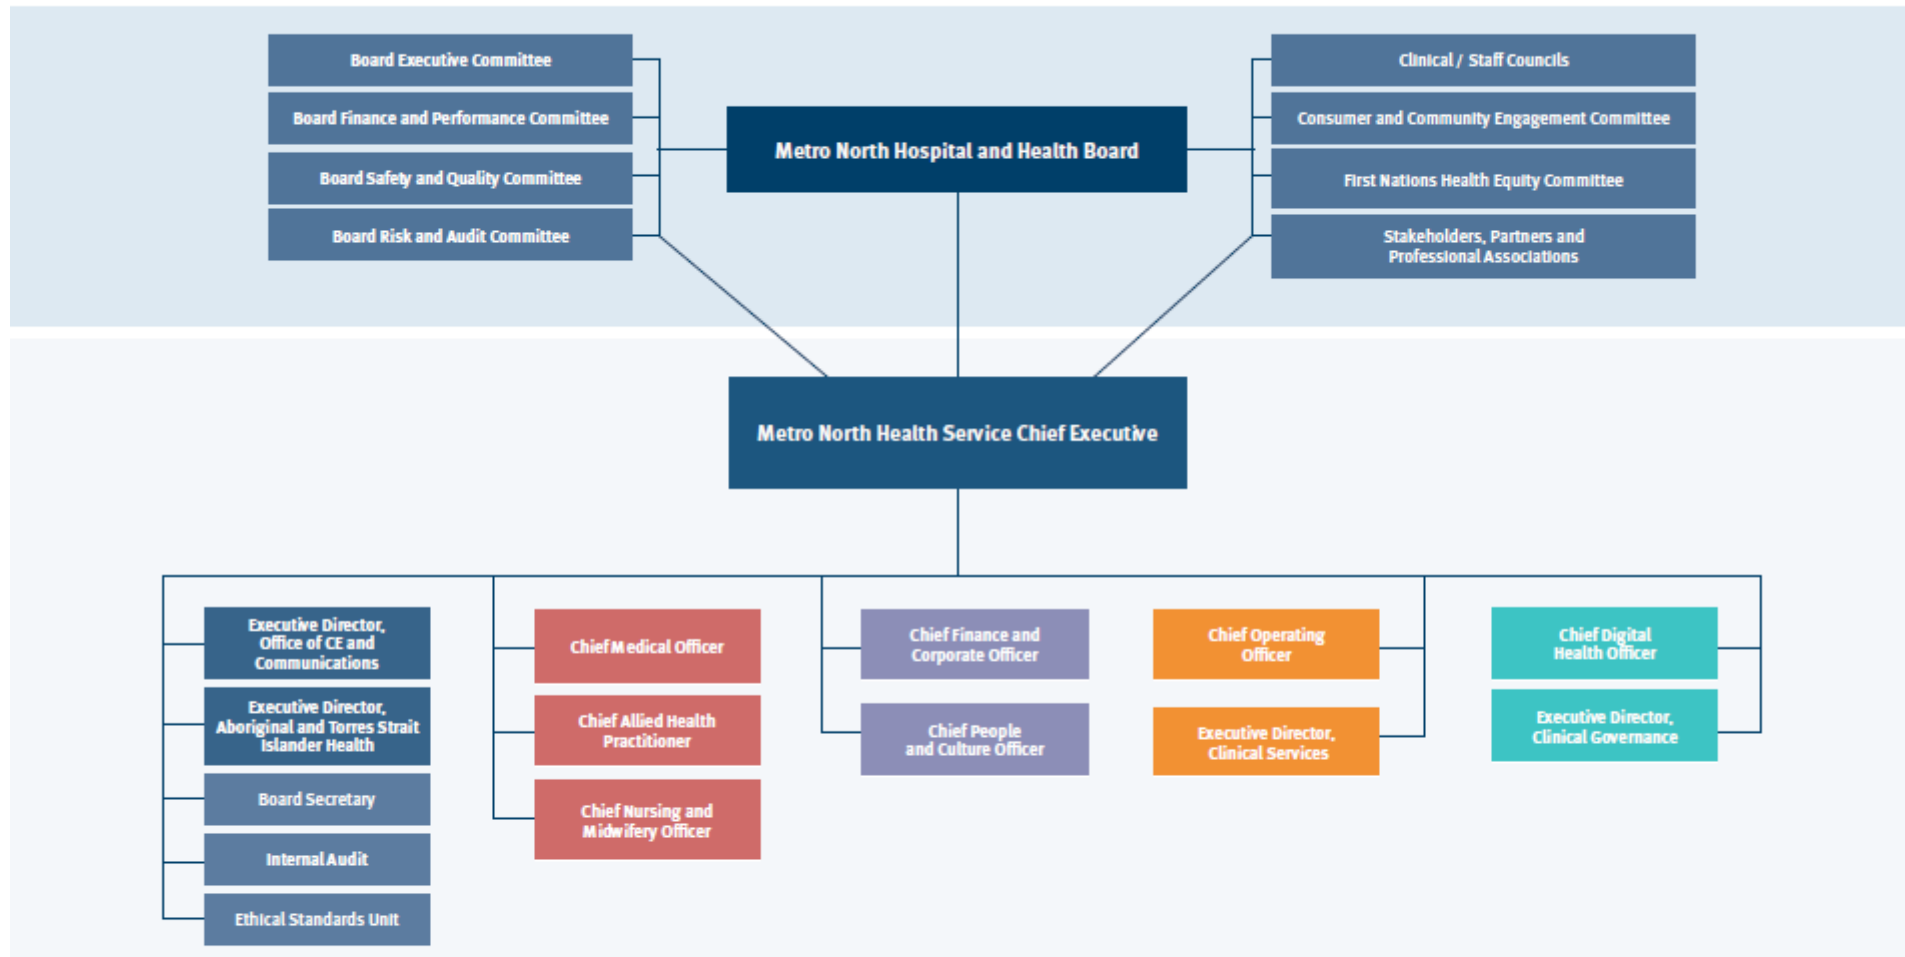 Board Executive Committee
Board Finance and Performance Committee
Board Safety and Quality Committee
Board Risk and Audit Committee
Metro North Hospital and Health Board
Clinical / Staff Councils
Consumer and Community Engagement Committee
First Nations Health Equity Committee
Stakeholders, Partners and
Professional Associations
Metro North Health Service Chief Executive
Executive Director,
Office of CE and
Communications
Executive Director,
Aboriginal and Torres Strait
Islander Health
Board Secretary
Internal Audit
Ethical Standards Unit
Chief Medical Officer
Chief Allied Health
Practitioner
Chief Nursing and
Midwifery Officer
Chief Finance and
Corporate Officer
Chief People
and Culture Officer
Chief Operating
Officer
Executive Director,
Clinical Services
Chief Digital
Health Officer
Executive Director,
Clinical Governance